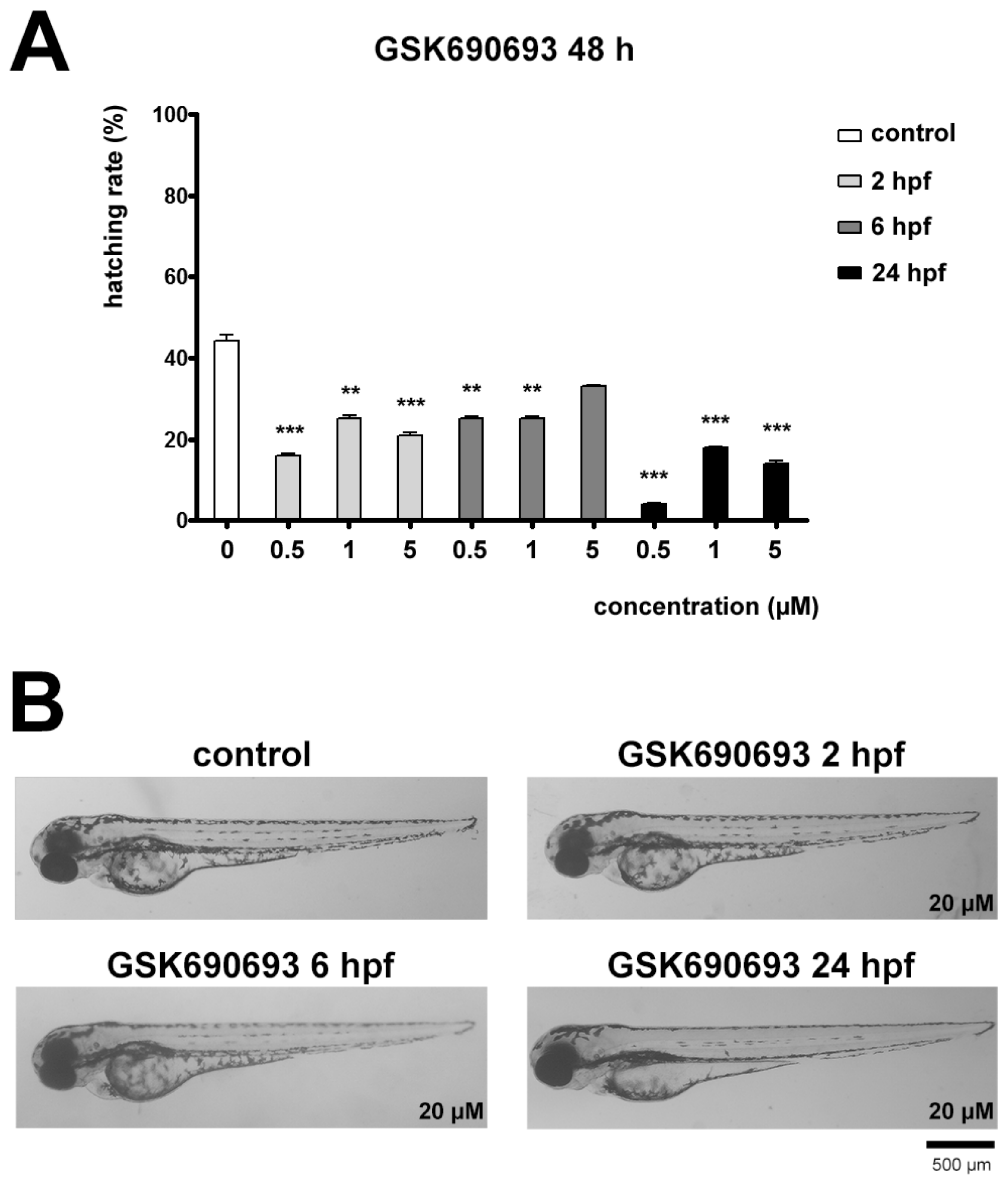 A
GSK690693 48 h
hatching rate (%)
100
80
60
40
20
0
control
2 hpf
6 hpf
24 hpf
*** ** *** ** ** *** *** ***
0 0.5 1 5 0.5 1 5 0.5 1 5
concentration (µM)
B
control
GSK690693 2 hpf
20 µM
GSK690693 6 hpf
GSK690693 24 hpf
20 µM
20 µM
500 µm